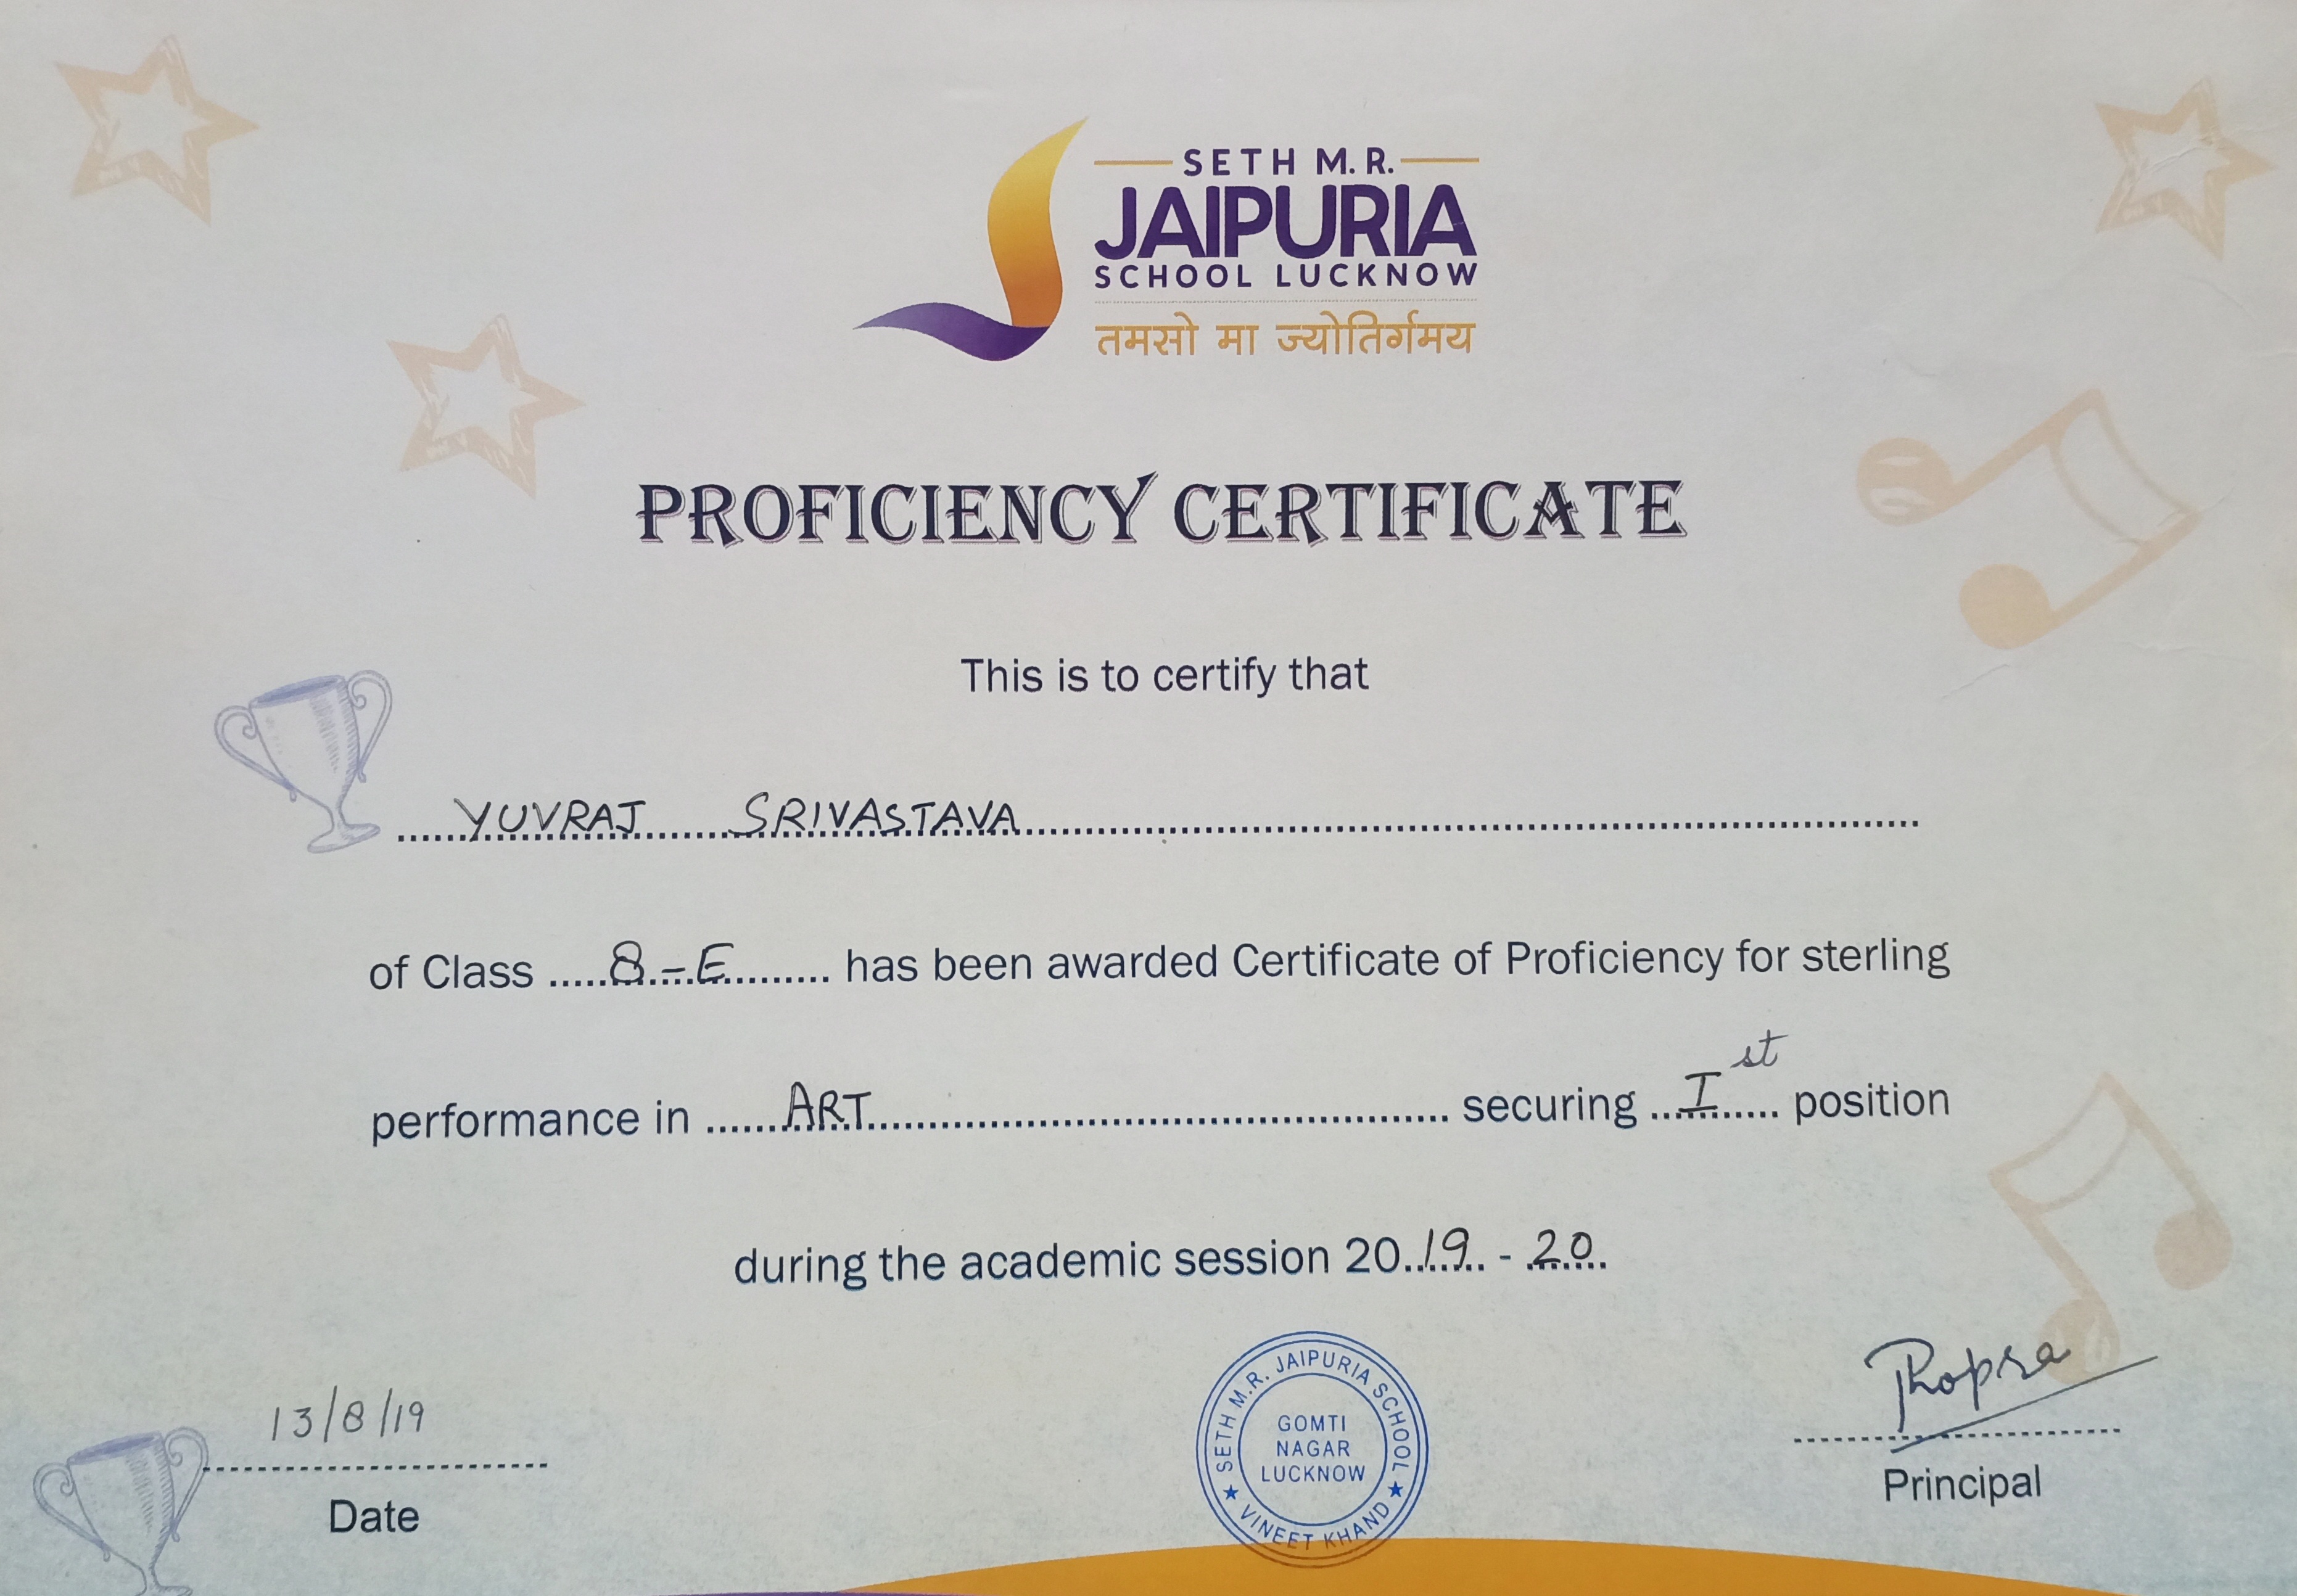 SETH M.R.
JAIPURIA
SCHOOL LUCKNOW
तमसो मा ज्योतिर्गमय
PROFICIENCY CERTIFICATE
This is to certify that
YUVRAJ SRIVASTAVA
of Class 8-E has been awarded Certificate of Proficiency for sterling
performance in ART securing Ist position
during the academic session 2019 - 20
13/8/19
Date
SETH M.R. JAIPURIA SCHOOL
GOMTI
NAGAR
LUCKNOW
★ VINEET KHAND ★
Principal